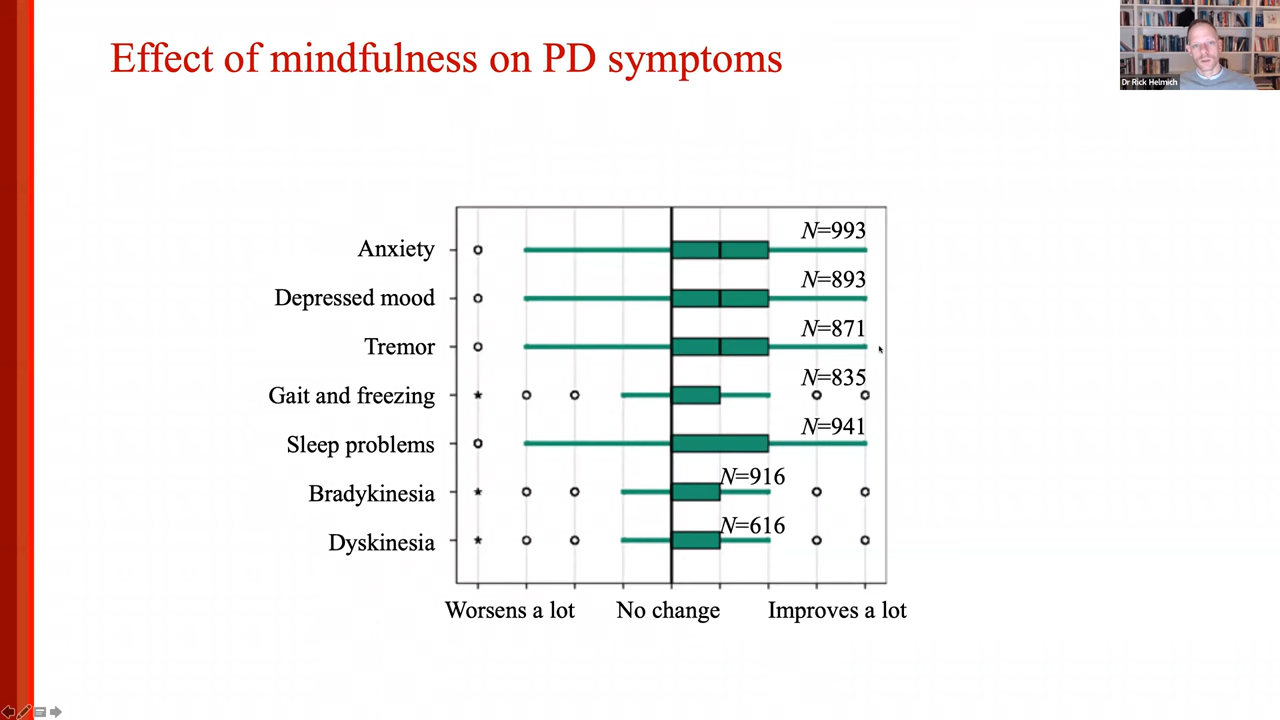 Effect of mindfulness on PD symptoms
Dr Rick Helmich
Anxiety
N=993
Depressed mood
N=893
Tremor
N=871
Gait and freezing
N=835
Sleep problems
N=941
Bradykinesia
N=916
Dyskinesia
N=616
Worsens a lot
No change
Improves a lot